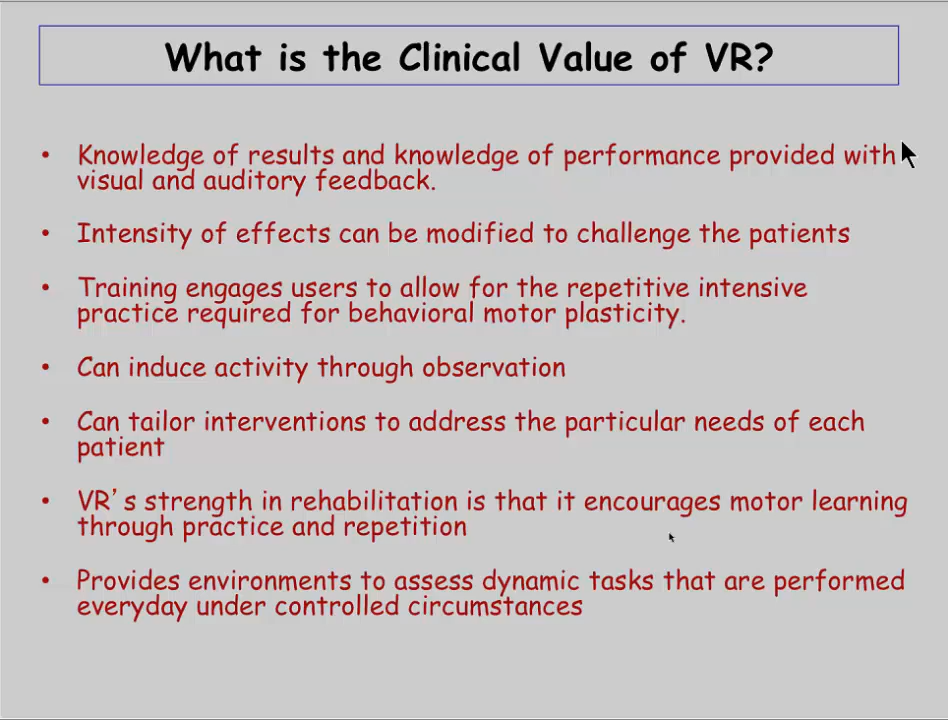 What is the Clinical Value of VR?
• Knowledge of results and knowledge of performance provided with
visual and auditory feedback.
• Intensity of effects can be modified to challenge the patients
• Training engages users to allow for the repetitive intensive
practice required for behavioral motor plasticity.
• Can induce activity through observation
• Can tailor interventions to address the particular needs of each
patient
• VR’s strength in rehabilitation is that it encourages motor learning
through practice and repetition
• Provides environments to assess dynamic tasks that are performed
everyday under controlled circumstances